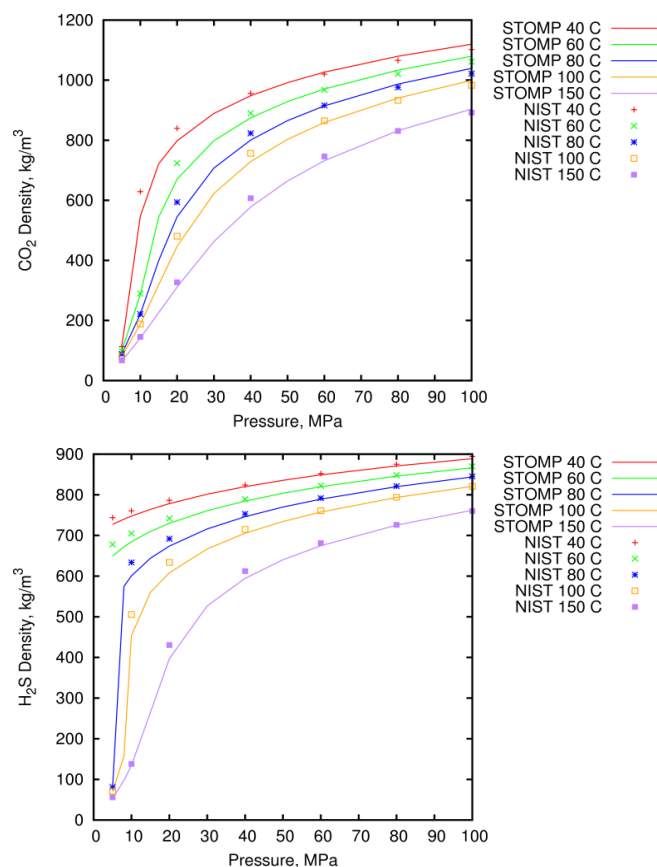 1200
1000
800
600
400
200
0
CO2 Density, kg/m3
0 10 20 30 40 50 60 70 80 90 100
Pressure, MPa
STOMP 40 C
STOMP 60 C
STOMP 80 C
STOMP 100 C
STOMP 150 C
NIST 40 C
NIST 60 C
NIST 80 C
NIST 100 C
NIST 150 C
900
800
700
600
500
400
300
200
100
0
H2S Density, kg/m3
0 10 20 30 40 50 60 70 80 90 100
Pressure, MPa
STOMP 40 C
STOMP 60 C
STOMP 80 C
STOMP 100 C
STOMP 150 C
NIST 40 C
NIST 60 C
NIST 80 C
NIST 100 C
NIST 150 C